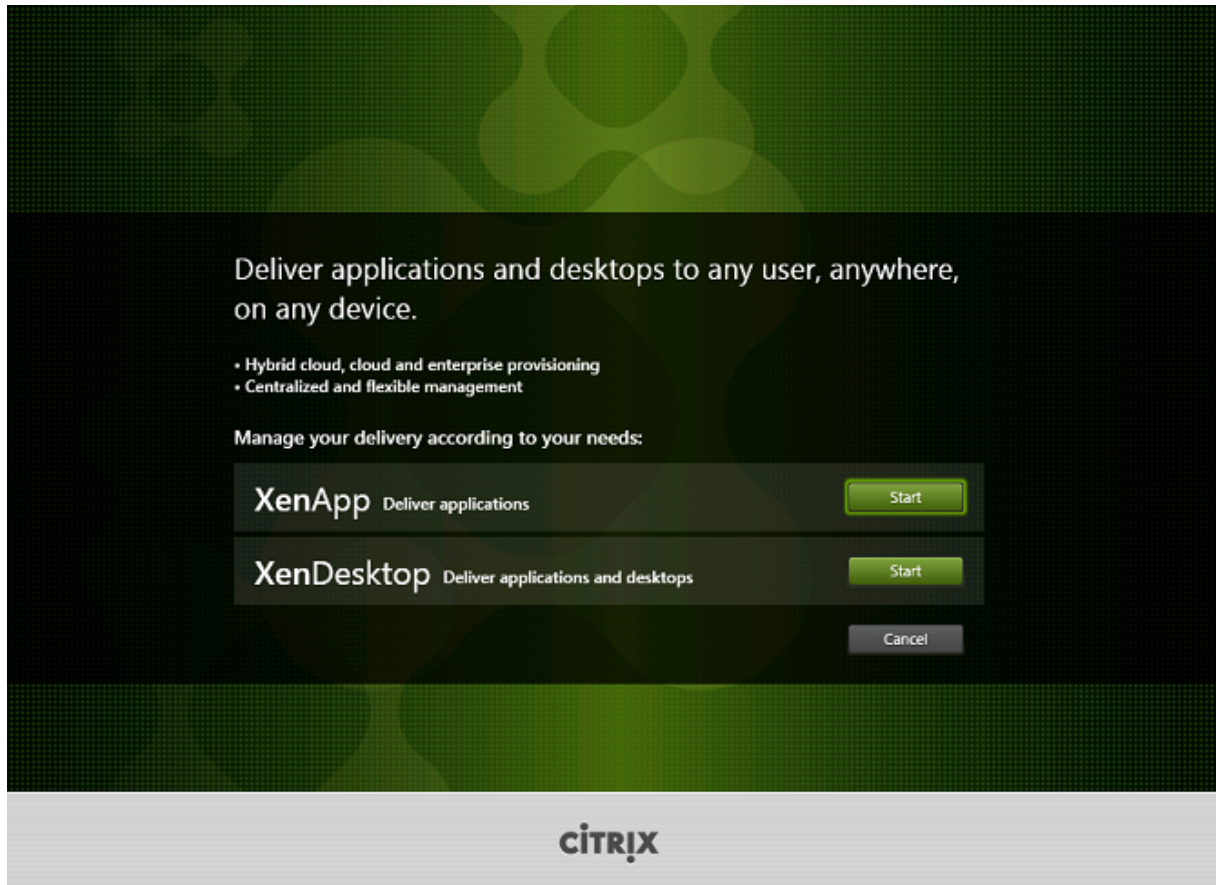 Deliver applications and desktops to any user, anywhere,
on any device.
• Hybrid cloud, cloud and enterprise provisioning
• Centralized and flexible management
Manage your delivery according to your needs:
XenApp Deliver applications
Start
XenDesktop Deliver applications and desktops
Start
Cancel
CİTRIX